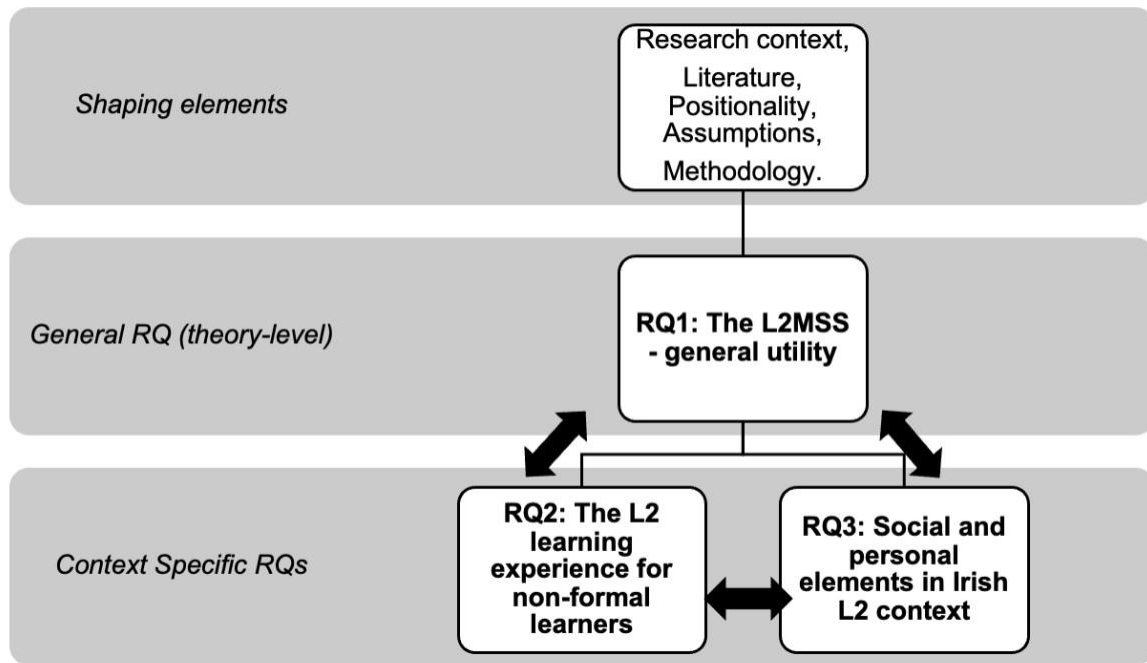 Shaping elements
Research context,
Literature,
Positionality,
Assumptions,
Methodology.
General RQ (theory-level)
RQ1: The L2MSS
- general utility
Context Specific RQs
RQ2: The L2
learning
experience for
non-formal
learners
RQ3: Social and
personal
elements in Irish
L2 context